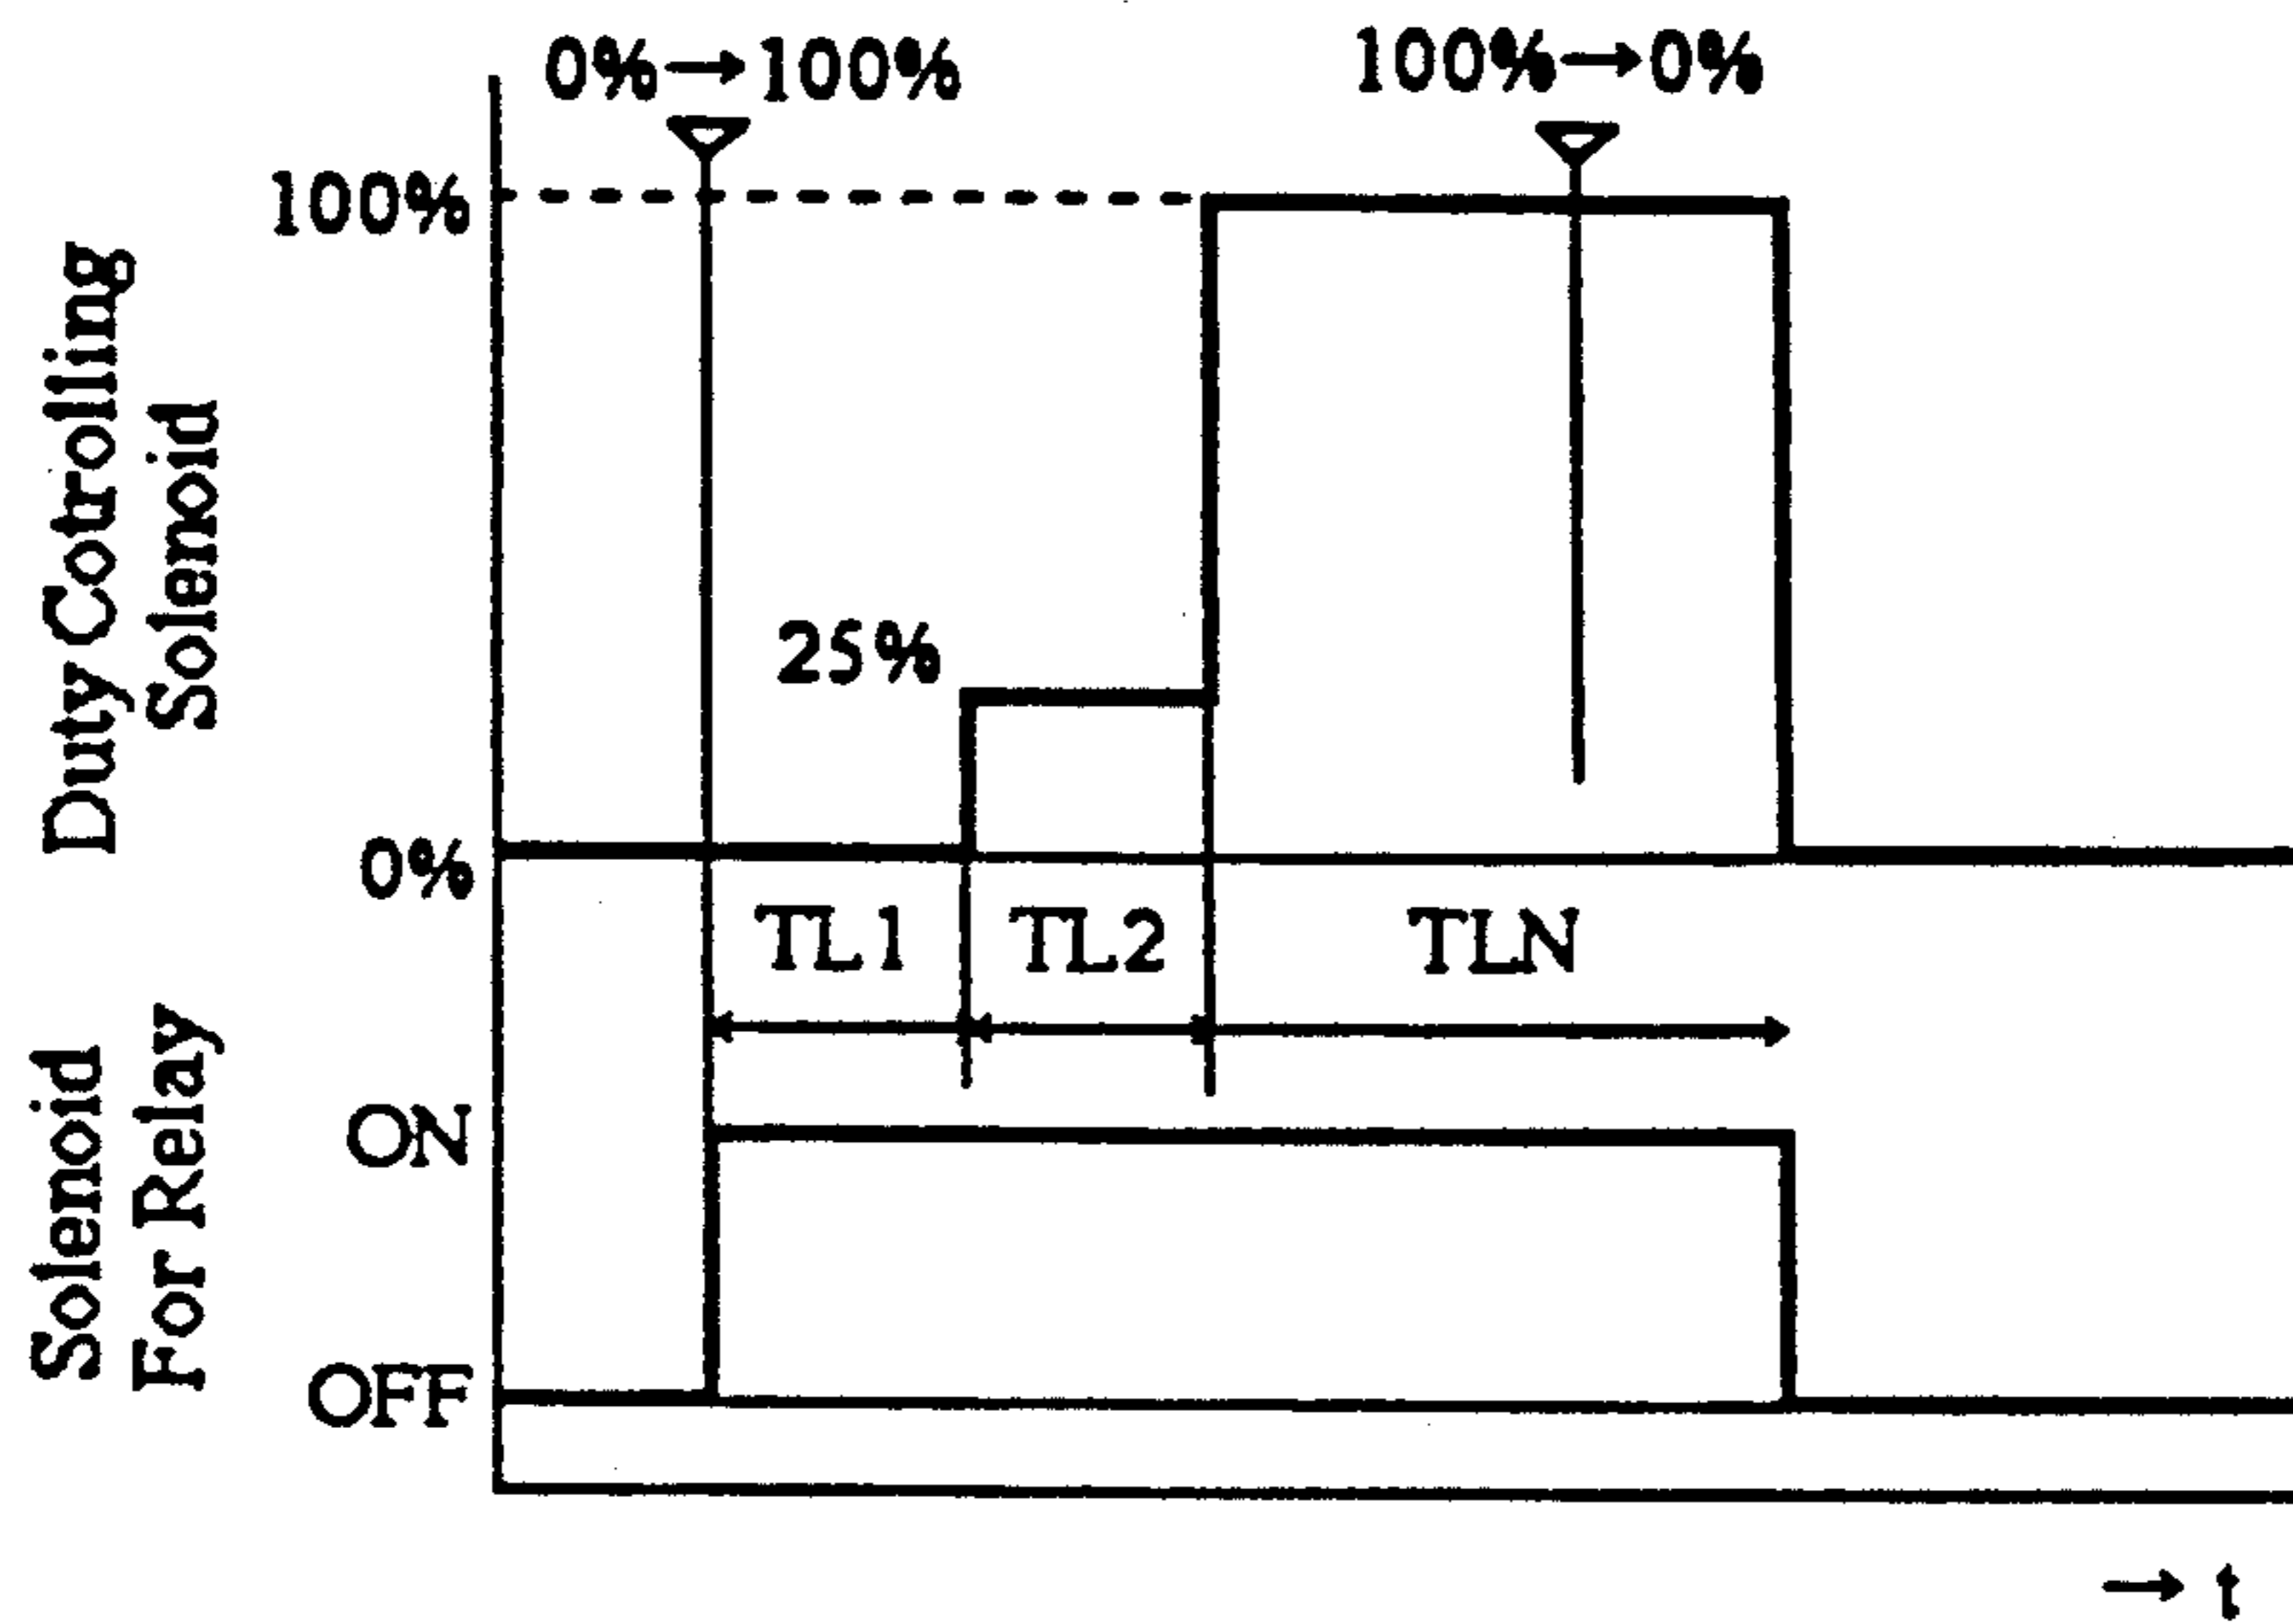 0%→100%
100%→0%
100%
Duty Cotrolling
Solenoid
25%
0%
TL1
TL2
TLN
Solenoid
For Relay
ON
OFF
→ t